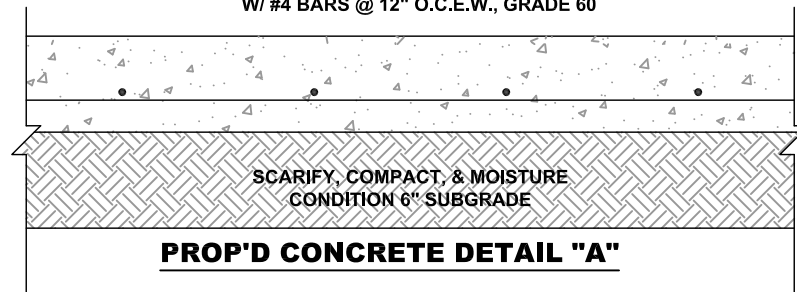 W/ #4 BARS @ 12" O.C.E.W., GRADE 60
SCARIFY, COMPACT, & MOISTURE
CONDITION 6" SUBGRADE
PROP'D CONCRETE DETAIL "A"